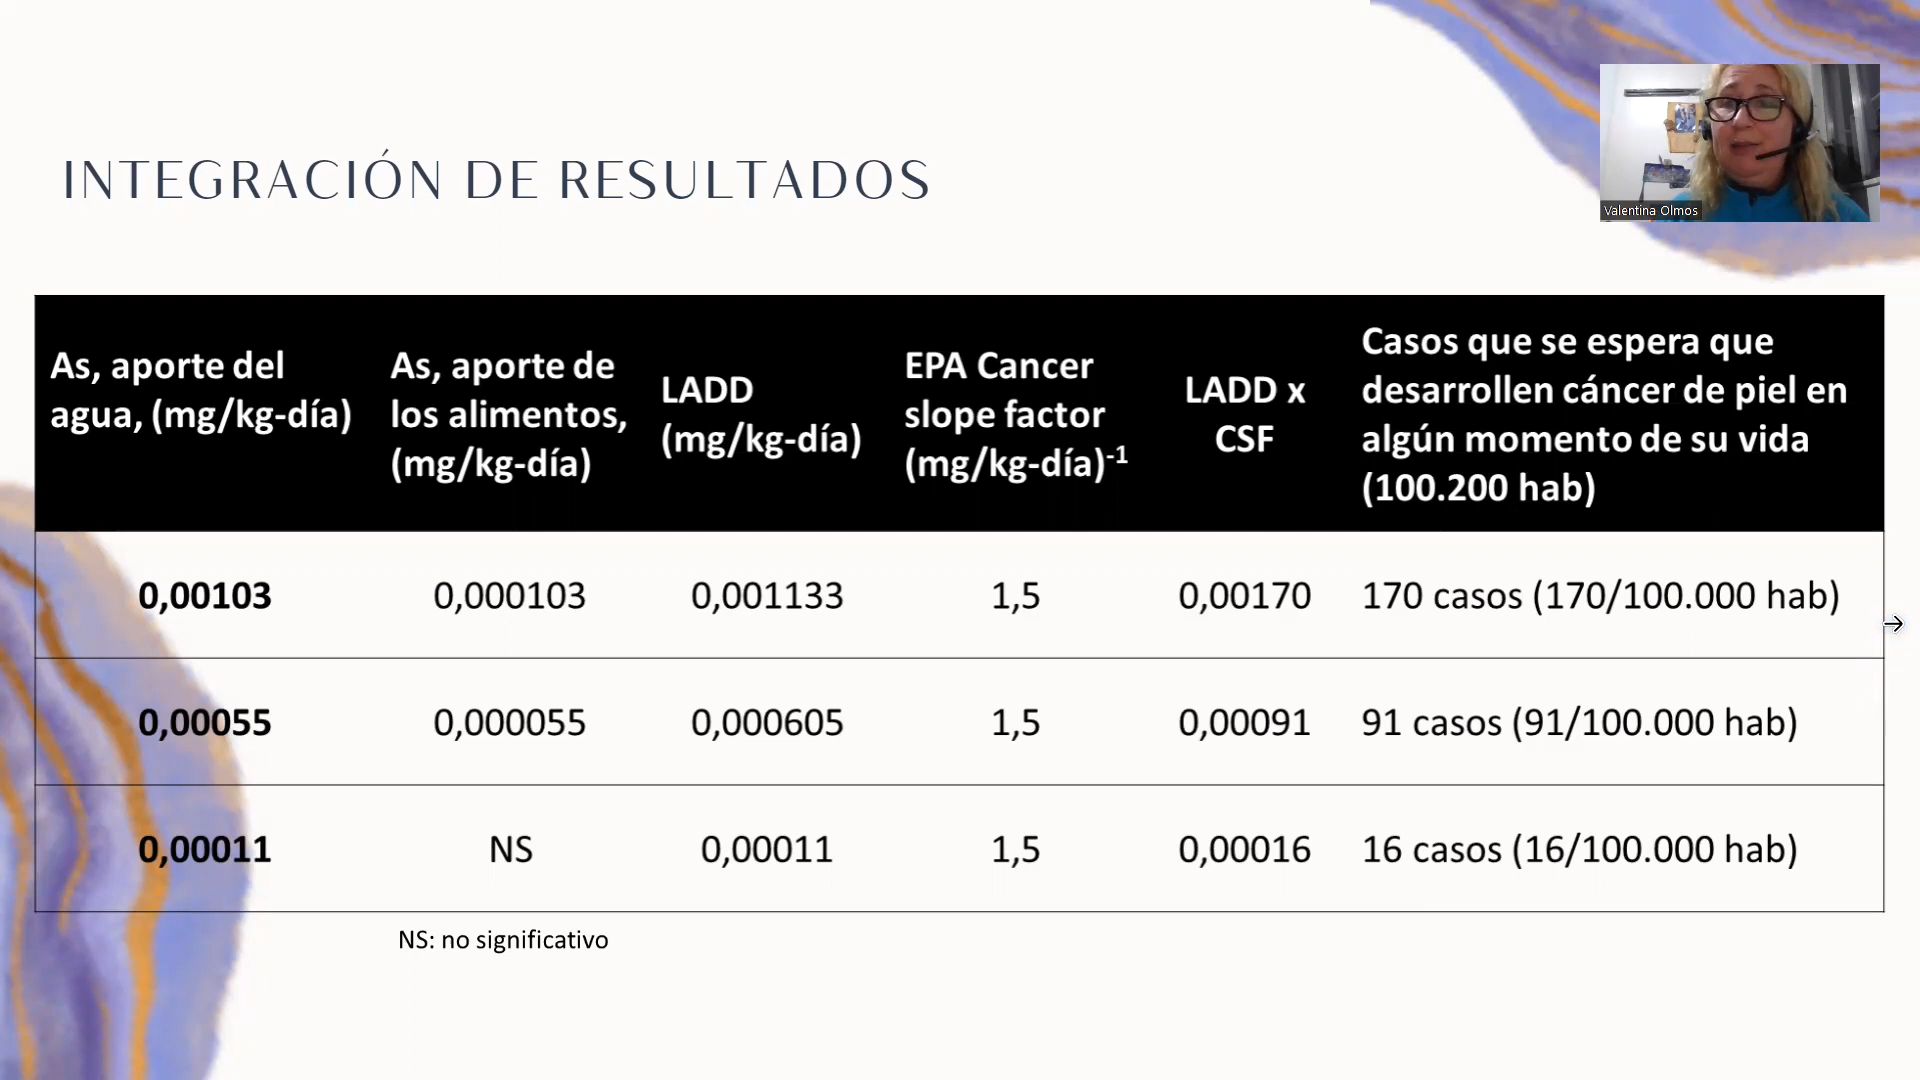 INTEGRACIÓN DE RESULTADOS
Valentina Olmos
As, aporte del
agua, (mg/kg-día)
As, aporte de
los alimentos,
(mg/kg-día)
LADD
(mg/kg-día)
EPA Cancer
slope factor
(mg/kg-día)⁻¹
LADD x
CSF
Casos que se espera que
desarrollen cáncer de piel en
algún momento de su vida
(100.200 hab)
0,00103 0,000103 0,001133 1,5 0,00170 170 casos (170/100.000 hab)
0,00055 0,000055 0,000605 1,5 0,00091 91 casos (91/100.000 hab)
0,00011 NS 0,00011 1,5 0,00016 16 casos (16/100.000 hab)
NS: no significativo